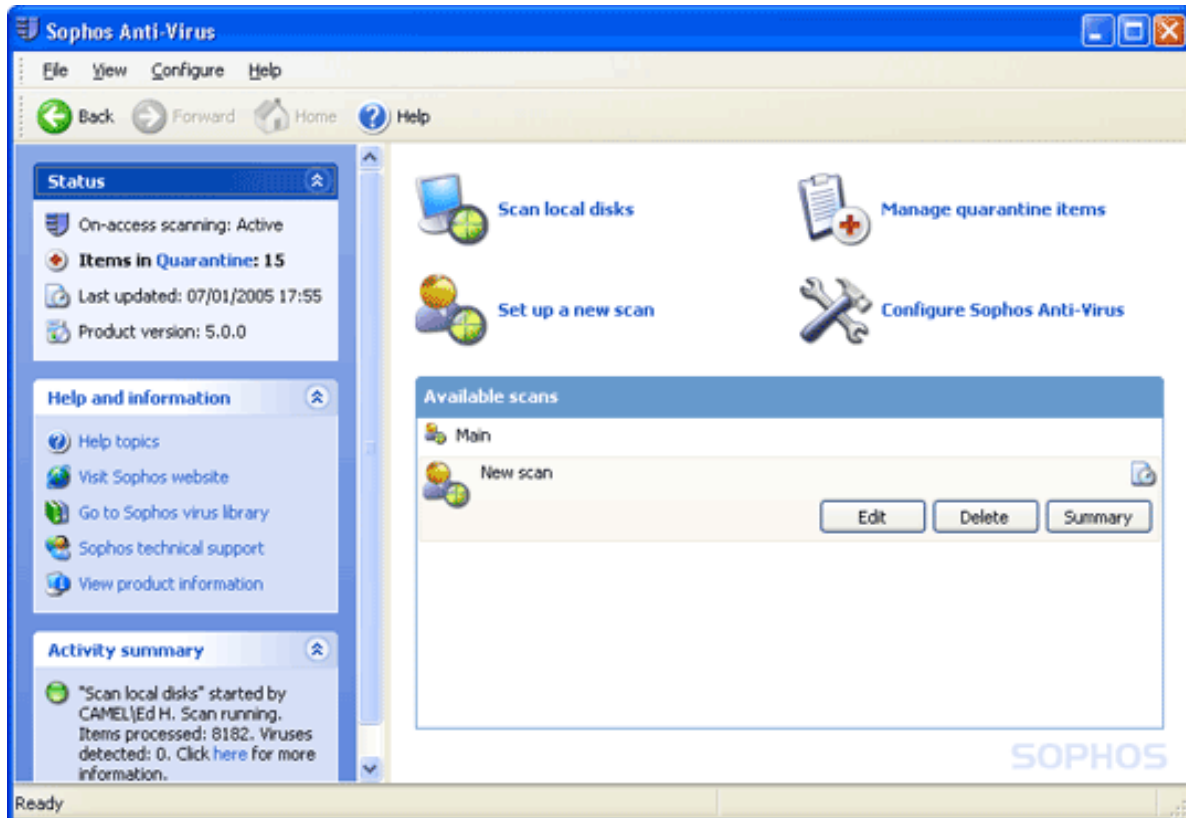 Sophos Anti-Virus
File View Configure Help
Back Forward Home Help
Status
On-access scanning: Active
Items in Quarantine: 15
Last updated: 07/01/2005 17:55
Product version: 5.0.0
Help and information
Help topics
Visit Sophos website
Go to Sophos virus library
Sophos technical support
View product information
Activity summary
"Scan local disks" started by
CAMEL\Ed H. Scan running.
Items processed: 8182. Viruses
detected: 0. Click here for more
information.
Scan local disks
Manage quarantine items
Set up a new scan
Configure Sophos Anti-Virus
Available scans
Main
New scan
Edit Delete Summary
SOPHOS
Ready